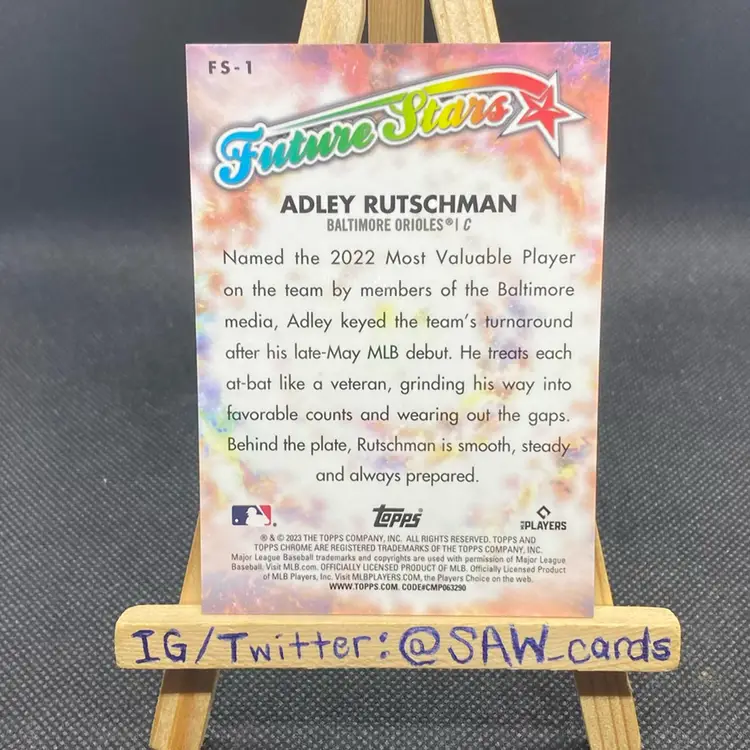 FS-1
Future Stars
ADLEY RUTSCHMAN
BALTIMORE ORIOLES® | C
Named the 2022 Most Valuable Player
on the team by members of the Baltimore
media, Adley keyed the team's turnaround
after his late-May MLB debut. He treats each
at-bat like a veteran, grinding his way into
favorable counts and wearing out the gaps.
Behind the plate, Rutschman is smooth, steady
and always prepared.
topps
PLAYERS
® & © 2023 THE TOPPS COMPANY, INC. ALL RIGHTS RESERVED. TOPPS AND
TOPPS CHROME ARE REGISTERED TRADEMARKS OF THE TOPPS COMPANY, INC.
Major League Baseball trademarks and copyrights are used with permission of Major League
Baseball. Visit MLB.com. OFFICIALLY LICENSED PRODUCT OF MLB. Officially Licensed Product
of MLB Players, Inc. Visit MLBPLAYERS.COM, the Players Choice on the web.
WWW.TOPPS.COM. CODE#CMP063290
IG/Twitter:@SAW_cards